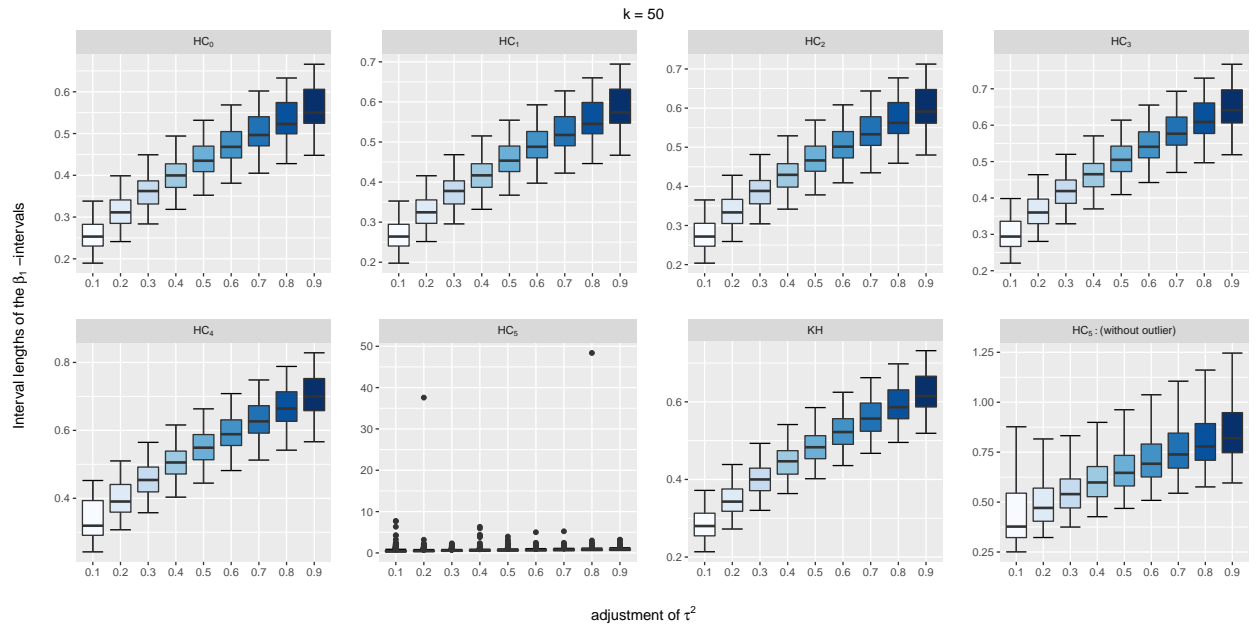 k = 50
Interval lengths of the β₁ −intervals
HC₀ HC₁ HC₂ HC₃
0.6 0.7 0.7 0.7
0.5 0.6 0.6 0.6
0.4 0.5 0.5 0.5
0.3 0.4 0.4 0.4
0.2 0.3 0.3 0.3
0.2 0.2 0.2
0.1 0.2 0.3 0.4 0.5 0.6 0.7 0.8 0.9 0.1 0.2 0.3 0.4 0.5 0.6 0.7 0.8 0.9 0.1 0.2 0.3 0.4 0.5 0.6 0.7 0.8 0.9 0.1 0.2 0.3 0.4 0.5 0.6 0.7 0.8 0.9
HC₄ HC₅ KH HC₅ : (without outlier)
0.8 50 0.6 1.25
0.6 40 0.4 1.00
0.4 30 0.2 0.75
20 0.50
10 0.25
0
0.1 0.2 0.3 0.4 0.5 0.6 0.7 0.8 0.9 0.1 0.2 0.3 0.4 0.5 0.6 0.7 0.8 0.9 0.1 0.2 0.3 0.4 0.5 0.6 0.7 0.8 0.9 0.1 0.2 0.3 0.4 0.5 0.6 0.7 0.8 0.9
adjustment of τ²